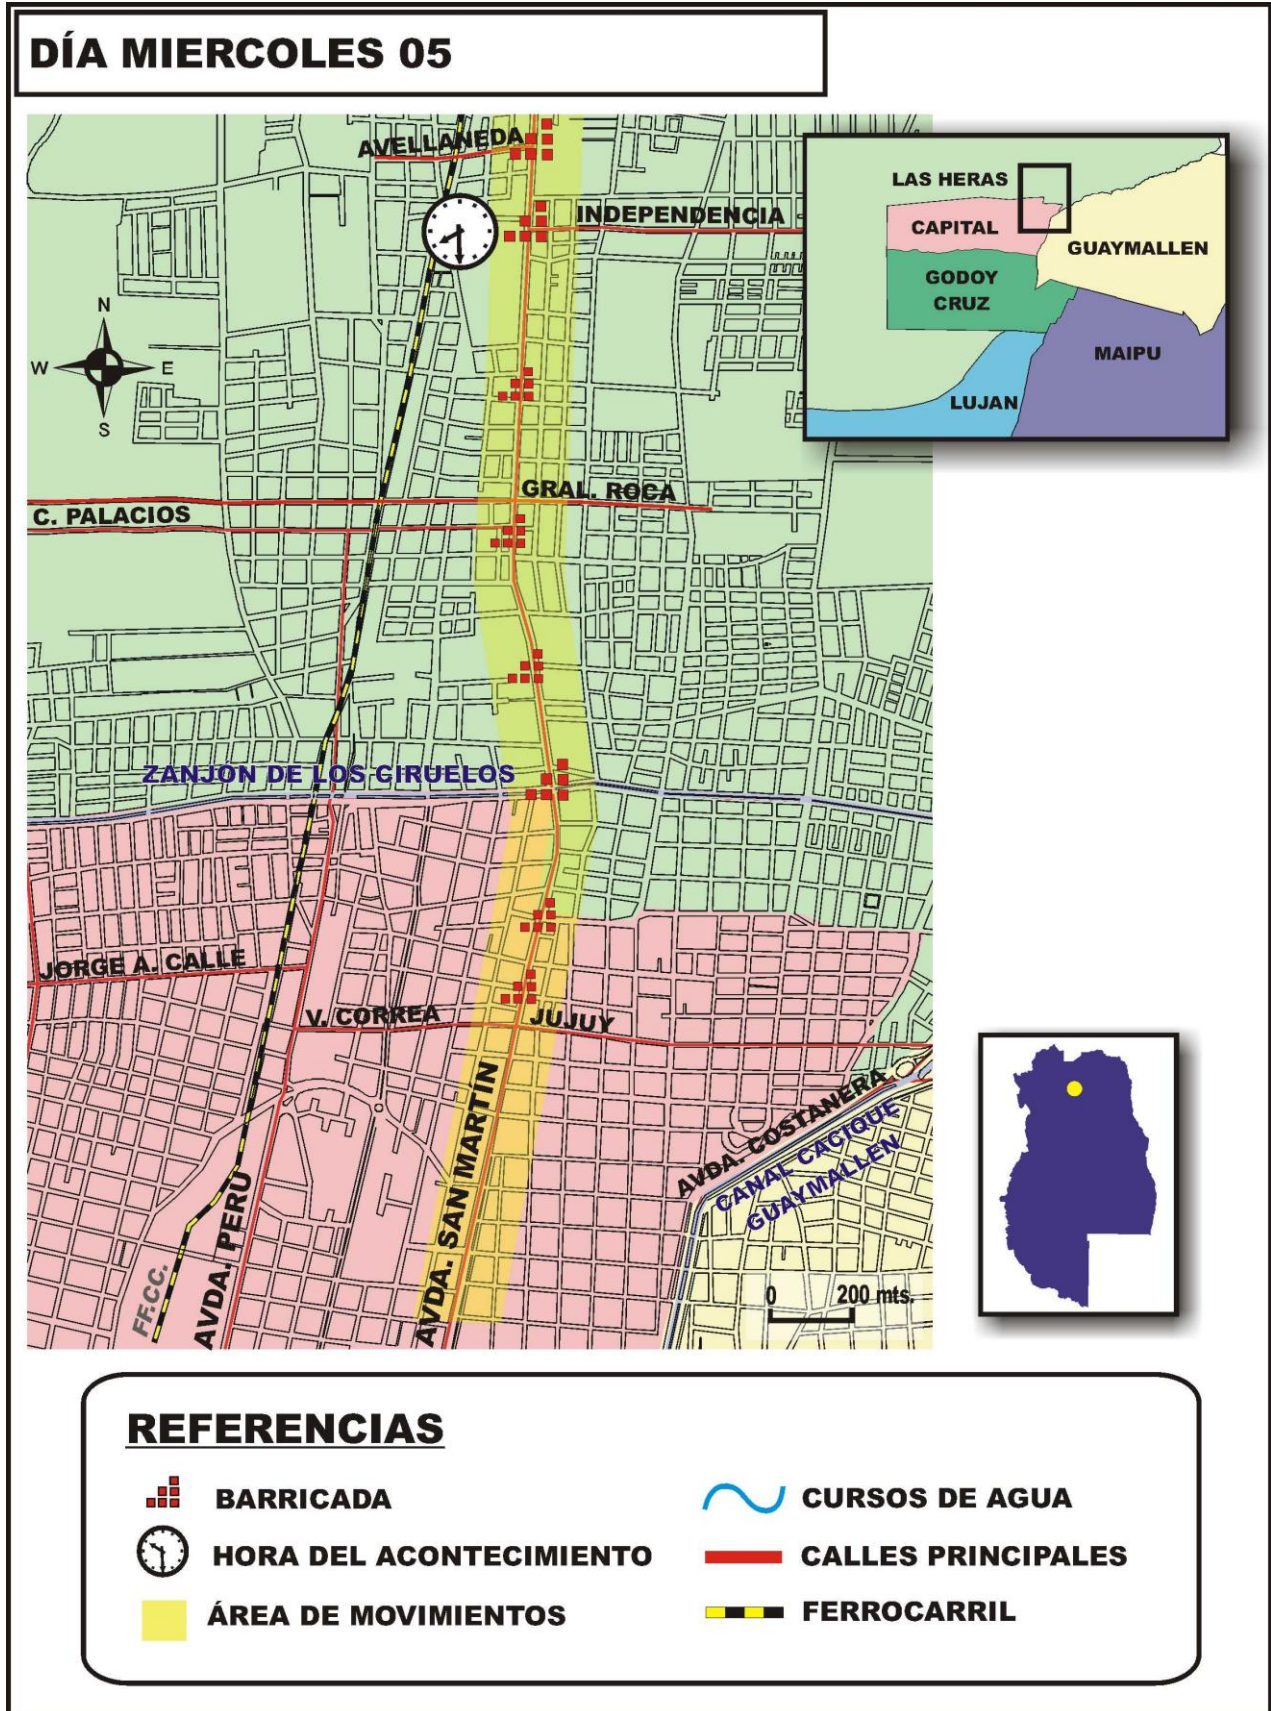 DÍA MIERCOLES 05
AVELLANEDA
INDEPENDENCIA
LAS HERAS
CAPITAL
GUAYMALLEN
GODOY
CRUZ
MAIPU
LUJAN
N
W
E
S
GRAL. ROCA
C. PALACIOS
ZANJÓN DE LOS CIRUELOS
JORGE A. CALLE
V. CORREA
JUJUY
AVDA. SAN MARTÍN
AVDA. COSTANERA
CANAL CACIQUE
GUAYMALLEN
AVDA. PERU
FF.CC.
0 200 mts.
REFERENCIAS
BARRICADA
CURSOS DE AGUA
HORA DEL ACONTECIMIENTO
CALLES PRINCIPALES
ÁREA DE MOVIMIENTOS
FERROCARRIL